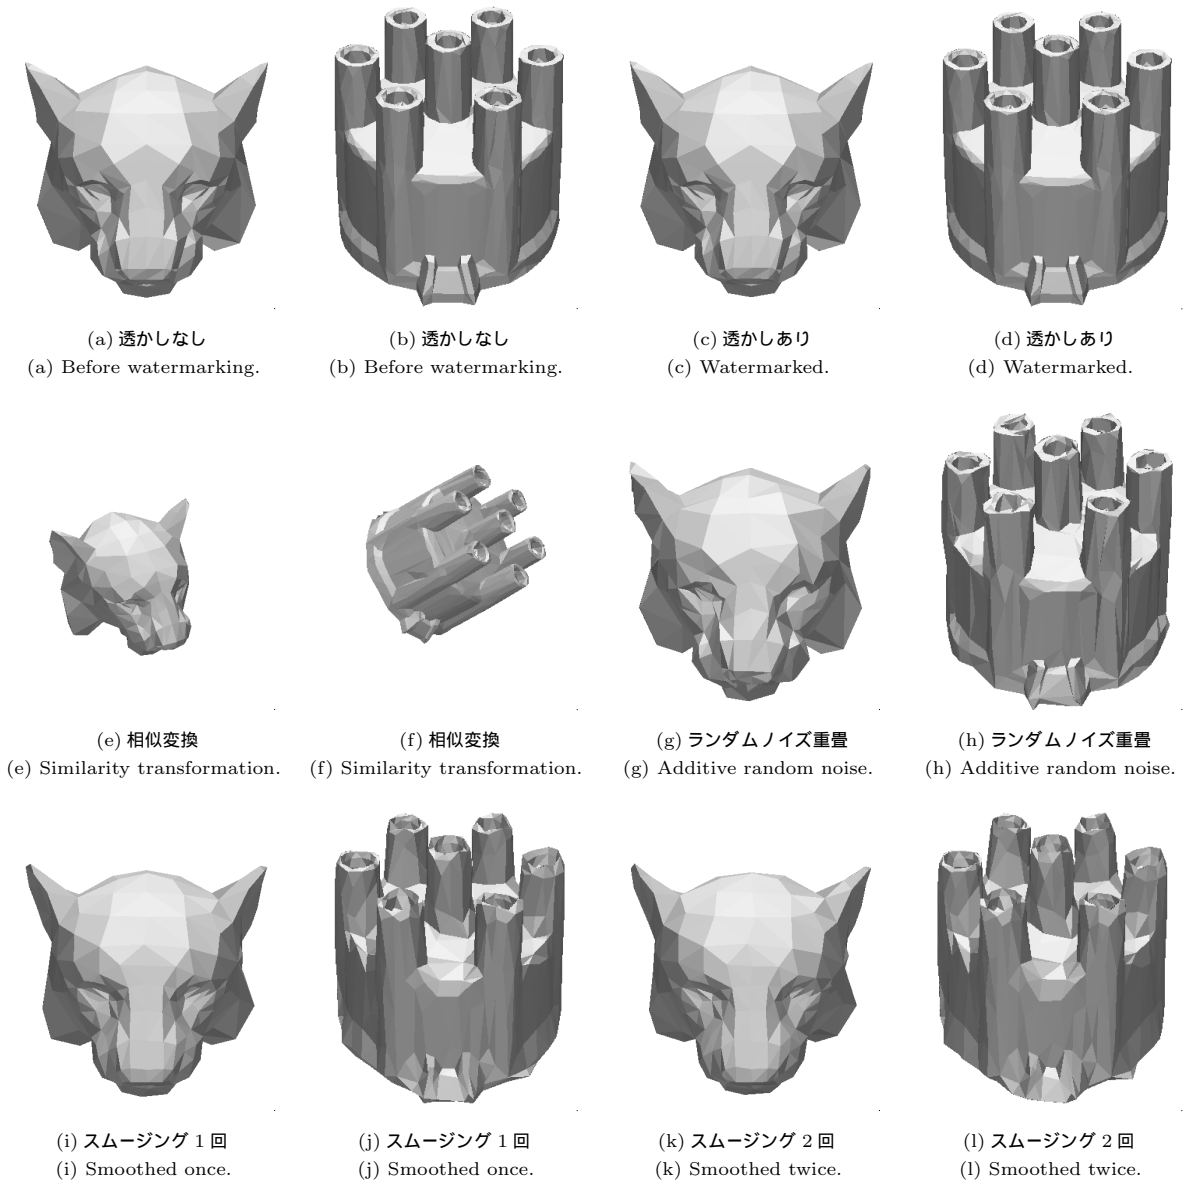 (a) 透かしなし
(a) Before watermarking.
(b) 透かしなし
(b) Before watermarking.
(c) 透かしあり
(c) Watermarked.
(d) 透かしあり
(d) Watermarked.
(e) 相似変換
(e) Similarity transformation.
(f) 相似変換
(f) Similarity transformation.
(g) ランダムノイズ重畳
(g) Additive random noise.
(h) ランダムノイズ重畳
(h) Additive random noise.
(i) スムージング 1 回
(i) Smoothed once.
(j) スムージング 1 回
(j) Smoothed once.
(k) スムージング 2 回
(k) Smoothed twice.
(l) スムージング 2 回
(l) Smoothed twice.